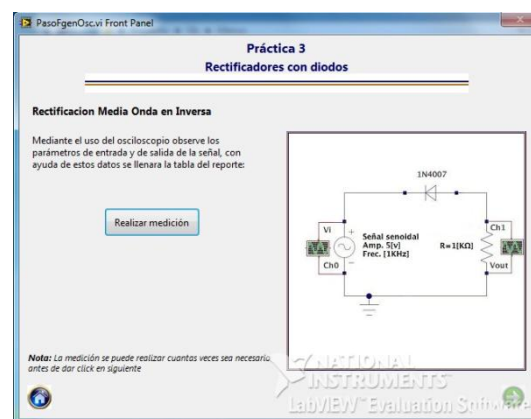 PasoFgenOsc.vi Front Panel
Práctica 3
Rectificadores con diodos
Rectificacion Media Onda en Inversa
Mediante el uso del osciloscopio observe los
parámetros de entrada y de salida de la señal, con
ayuda de estos datos se llenara la tabla del reporte:
Realizar medición
1N4007
Vi
+
Señal senoidal
Amp. 5[v]
Frec. [1KHz]
Ch0
R=1[KΩ]
Ch1
Vout
Nota: La medición se puede realizar cuantas veces sea necesario
antes de dar click en siguiente
NATIONAL
INSTRUMENTS
LabVIEW™ Evaluation Software